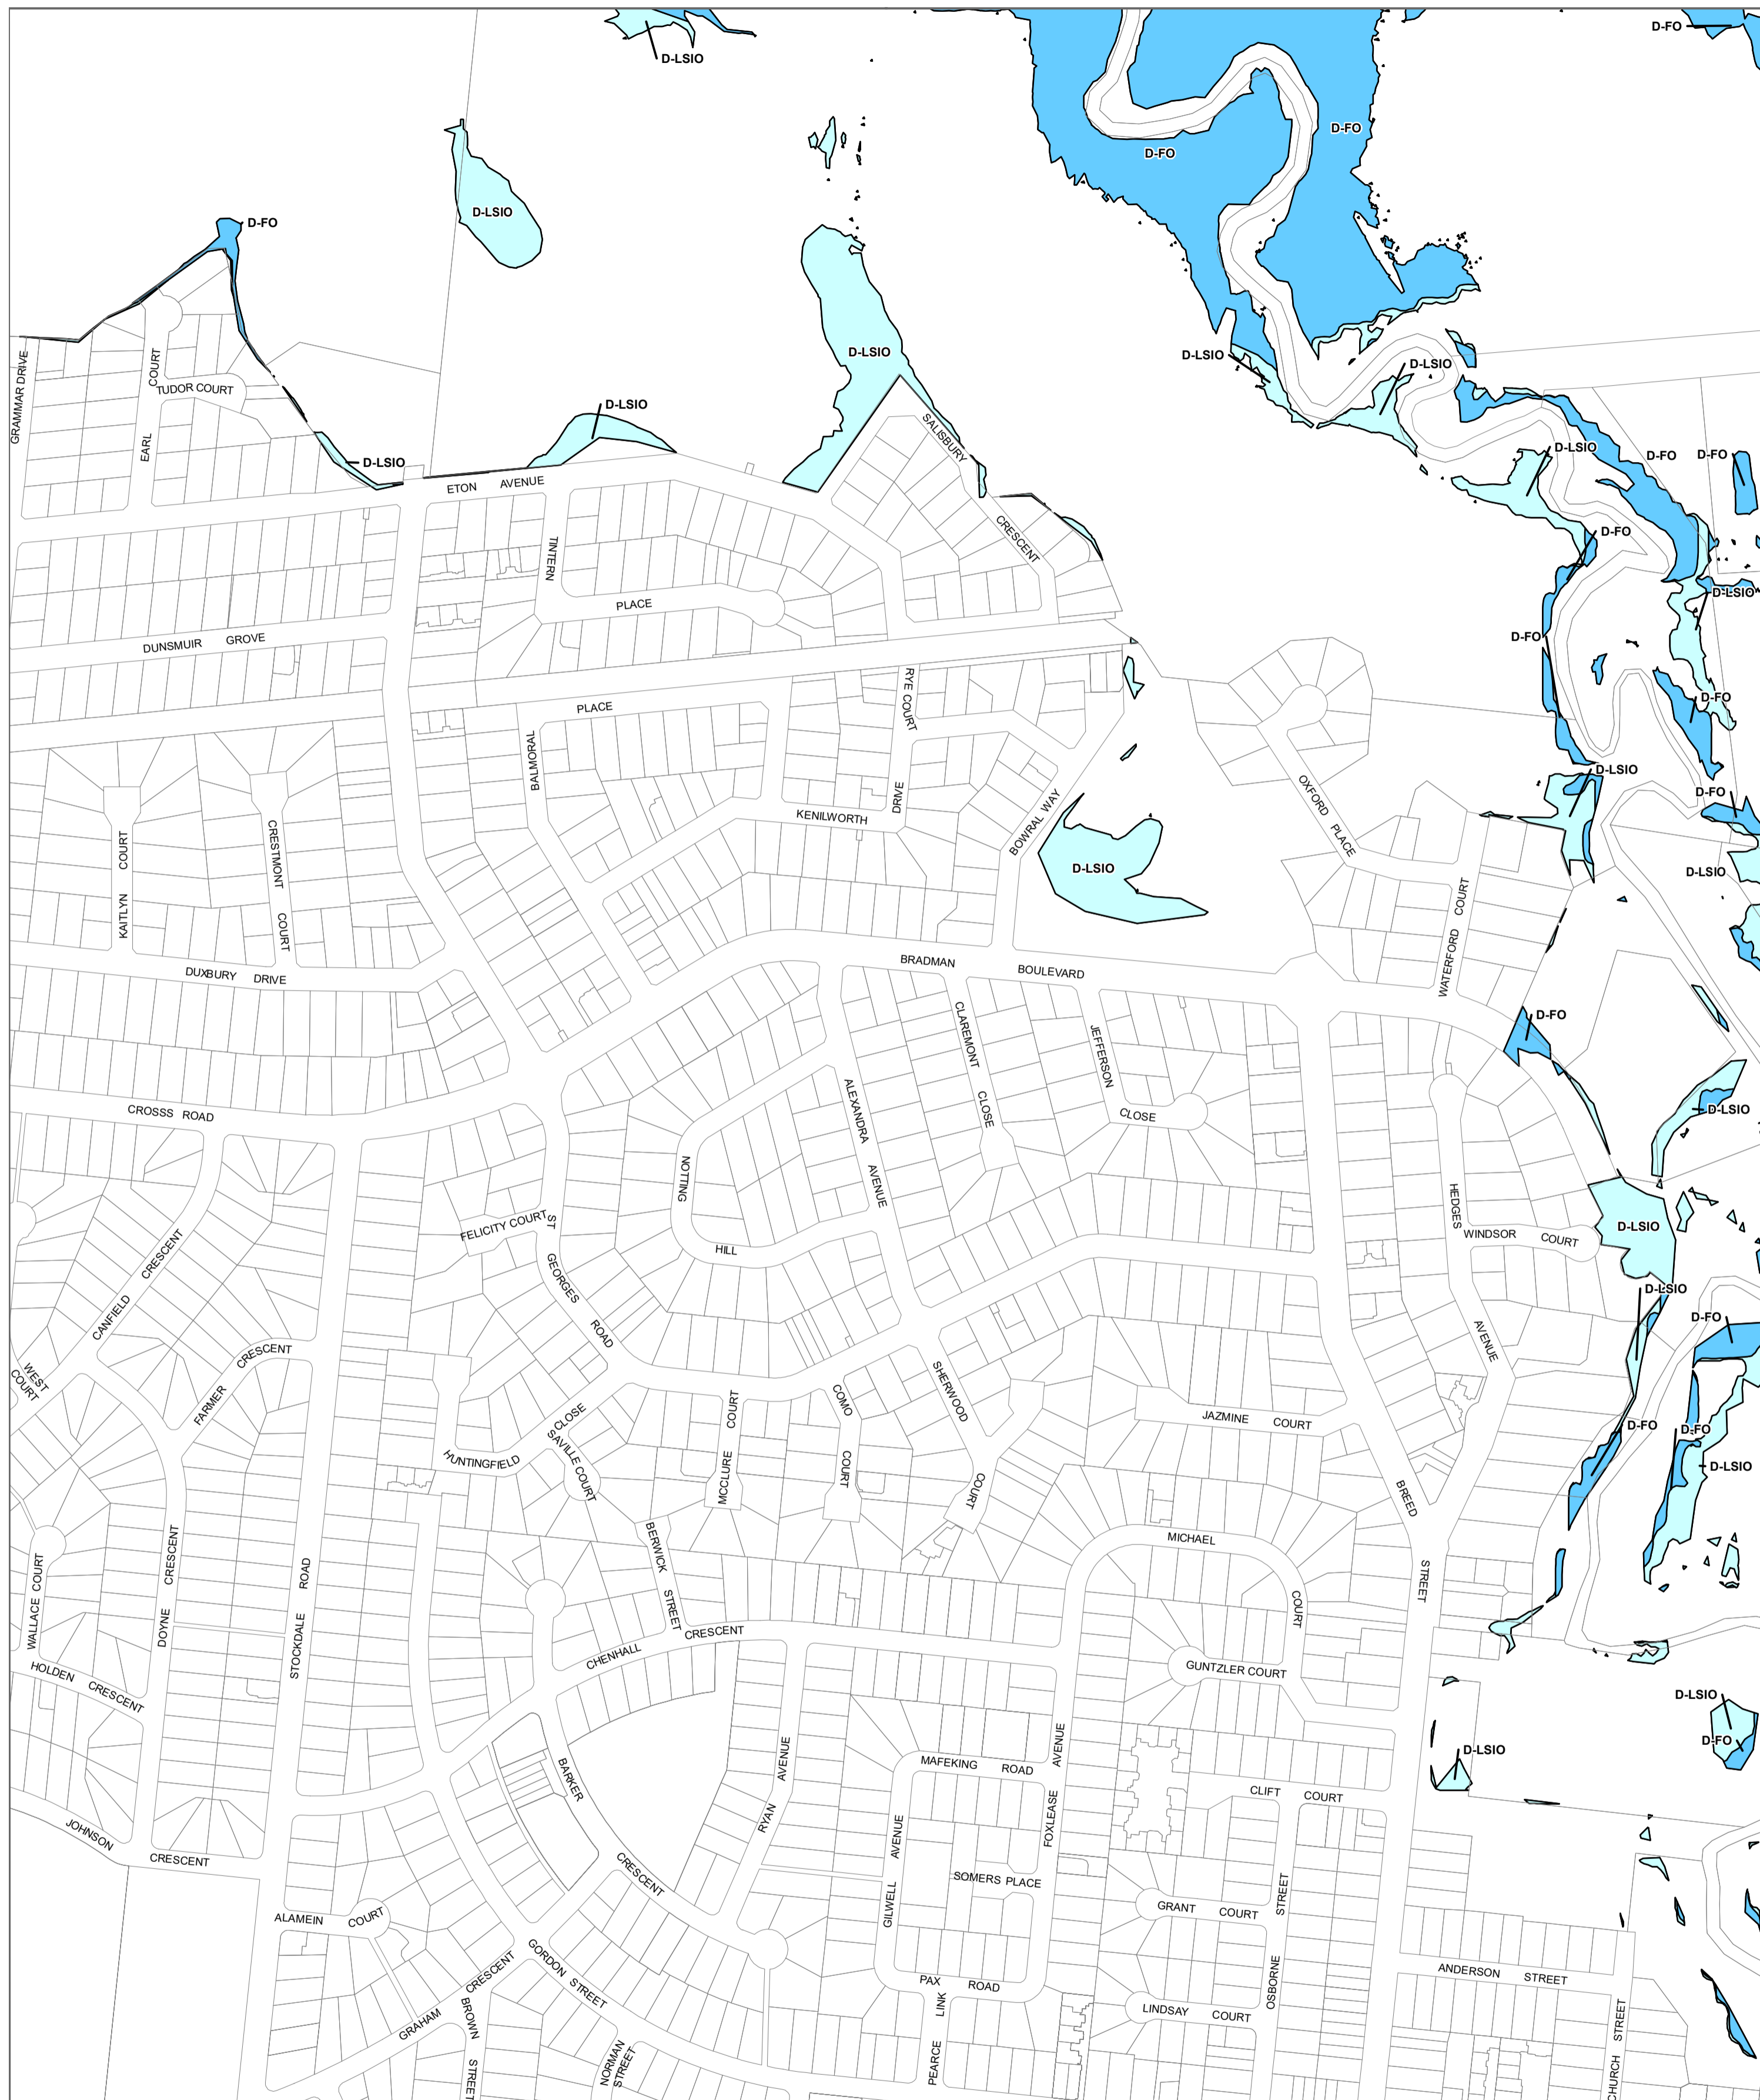 D-FO
D-LSIO
D-FO
D-FO
D-LSIO
D-FO
D-LSIO
D-LSIO
D-LSIO
GRAMMAR DRIVE
EARL COURT
TUDOR COURT
D-LSIO
SALISBURY CRESCENT
D-LSIO
D-LSIO
D-FO
D-FO
ETON AVENUE
TINTERN PLACE
D-FO
D-LSIO
DUNSMUIR GROVE
D-FO
RYE COURT
D-FO
BALMORAL PLACE
KENILWORTH DRIVE
BOWRAL WAY
OXFORD PLACE
D-LSIO
D-FO
KAITLYN COURT
CRESTMONT COURT
D-LSIO
D-LSIO
WATERFORD COURT
DUXBURY DRIVE
BRADMAN BOULEVARD
D-FO
CLAREMONT CLOSE
JEFFERSON CLOSE
CROSSS ROAD
ALEXANDRA AVENUE
D-LSIO
NOTTING HILL
FELICITY COURT
ST GEORGES ROAD
HEDGES AVENUE
WINDSOR COURT
D-LSIO
CANFIELD CRESCENT
D-LSIO
D-FO
FARMER CRESCENT
WEST COURT
SHERWOOD COURT
COMO COURT
MCCLURE COURT
JAZMINE COURT
HUNTINGFIELD CLOSE
SAVILLE COURT
D-FO
D-FO
D-LSIO
BREED STREET
BERWICK STREET
MICHAEL COURT
WALLACE COURT
DOYNE CRESCENT
STOCKDALE ROAD
CHENHALL CRESCENT
HOLDEN CRESCENT
GUNTZLER COURT
D-LSIO
D-FO
D-LSIO
MAFEKING ROAD
BARKER CRESCENT
RYAN AVENUE
GILWELL AVENUE
FOXLEASE AVENUE
CLIFT COURT
JOHNSON CRESCENT
SOMERS PLACE
GRANT COURT
OSBORNE STREET
ALAMEIN COURT
GORDON STREET
GRAHAM CRESCENT
PAX ROAD
ANDERSON STREET
LINDSAY COURT
PEARCE LINK
BROWN STREET
NORMAN STREET
CHURCH STREET